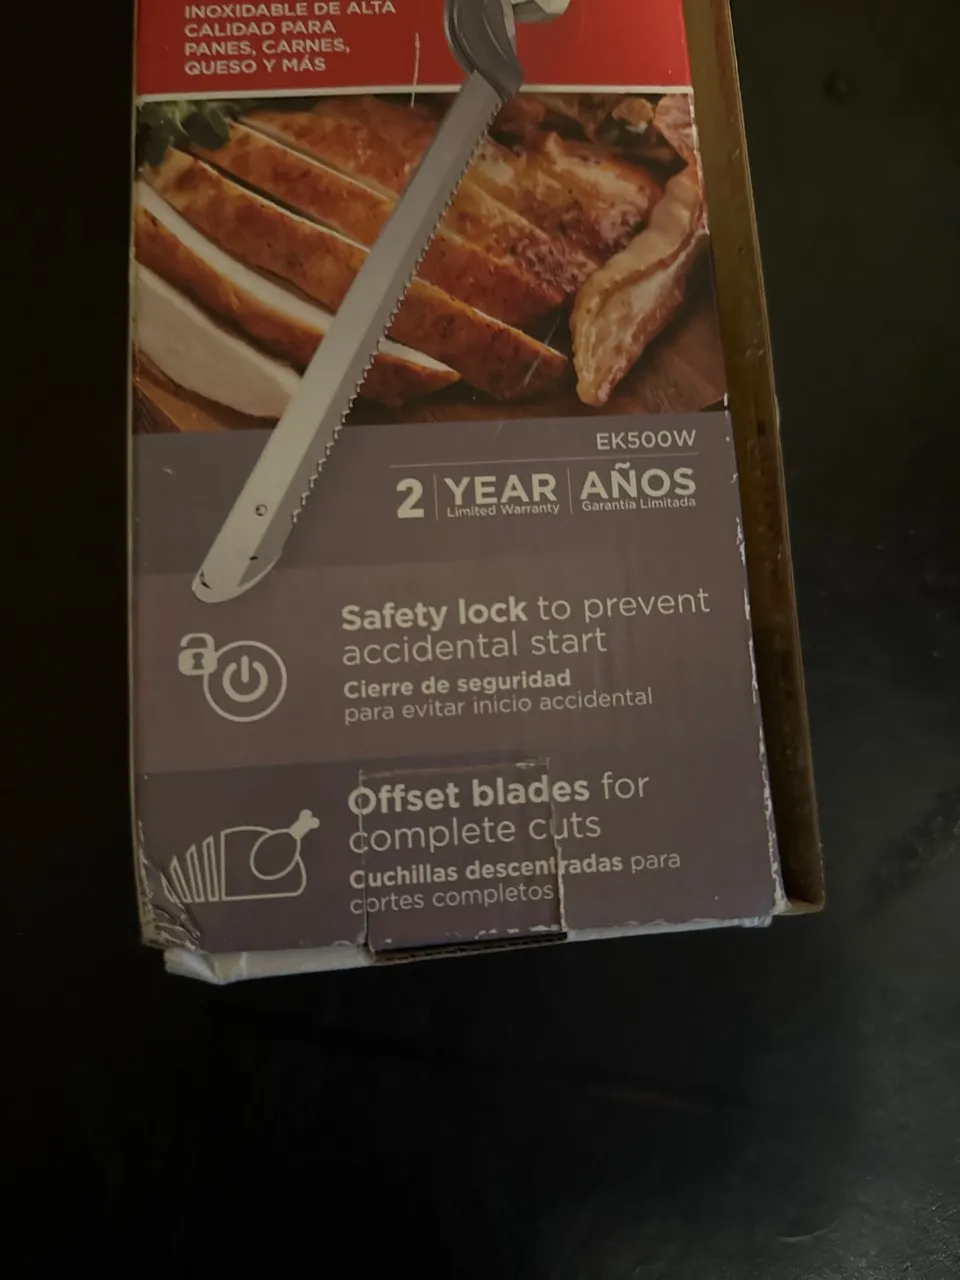 INOXIDABLE DE ALTA
CALIDAD PARA
PANES, CARNES,
QUESO Y MÁS
EK500W
2 YEAR AÑOS
Limited Warranty Garantía Limitada
Safety lock to prevent
accidental start
Cierre de seguridad
para evitar inicio accidental
Offset blades for
complete cuts
Cuchillas descentradas para
cortes completos